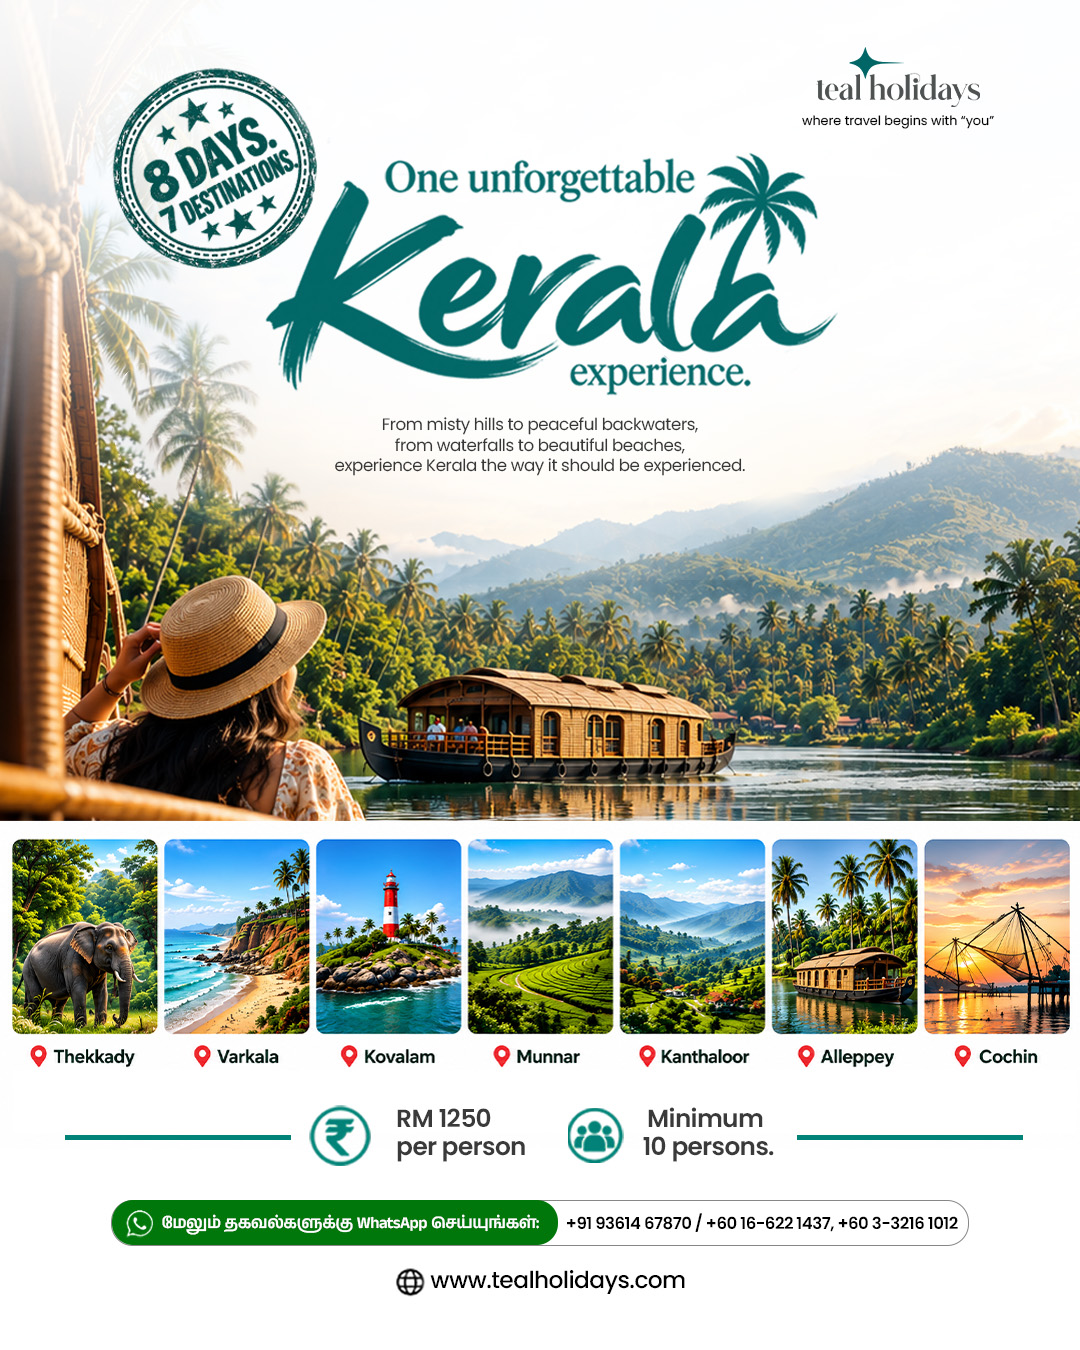 teal holidays
where travel begins with “you”
8 DAYS.
7 DESTINATIONS.
One unforgettable
Kerala
experience.
From misty hills to peaceful backwaters,
from waterfalls to beautiful beaches,
experience Kerala the way it should be experienced.
Thekkady
Varkala
Kovalam
Munnar
Kanthaloor
Alleppey
Cochin
RM 1250
per person
Minimum
10 persons.
மேலும் தகவல்களுக்கு WhatsApp செய்யுங்கள்: +91 93614 67870 / +60 16-622 1437, +60 3-3216 1012
www.tealholidays.com